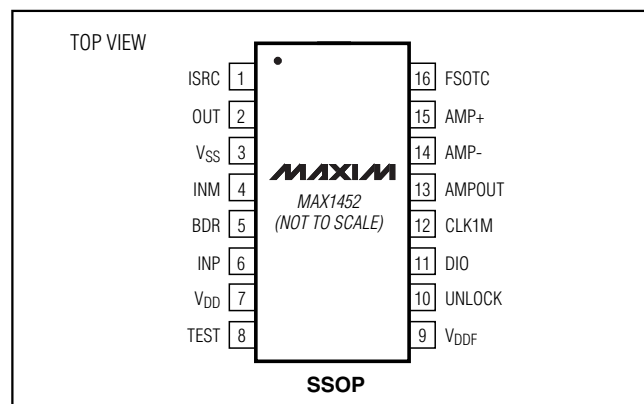 TOP VIEW
ISRC 1
OUT 2
VSS 3
INM 4
BDR 5
INP 6
VDD 7
TEST 8
MAXIM
MAX1452
(NOT TO SCALE)
16 FSOTC
15 AMP+
14 AMP-
13 AMPOUT
12 CLK1M
11 DIO
10 UNLOCK
9 VDDF
SSOP